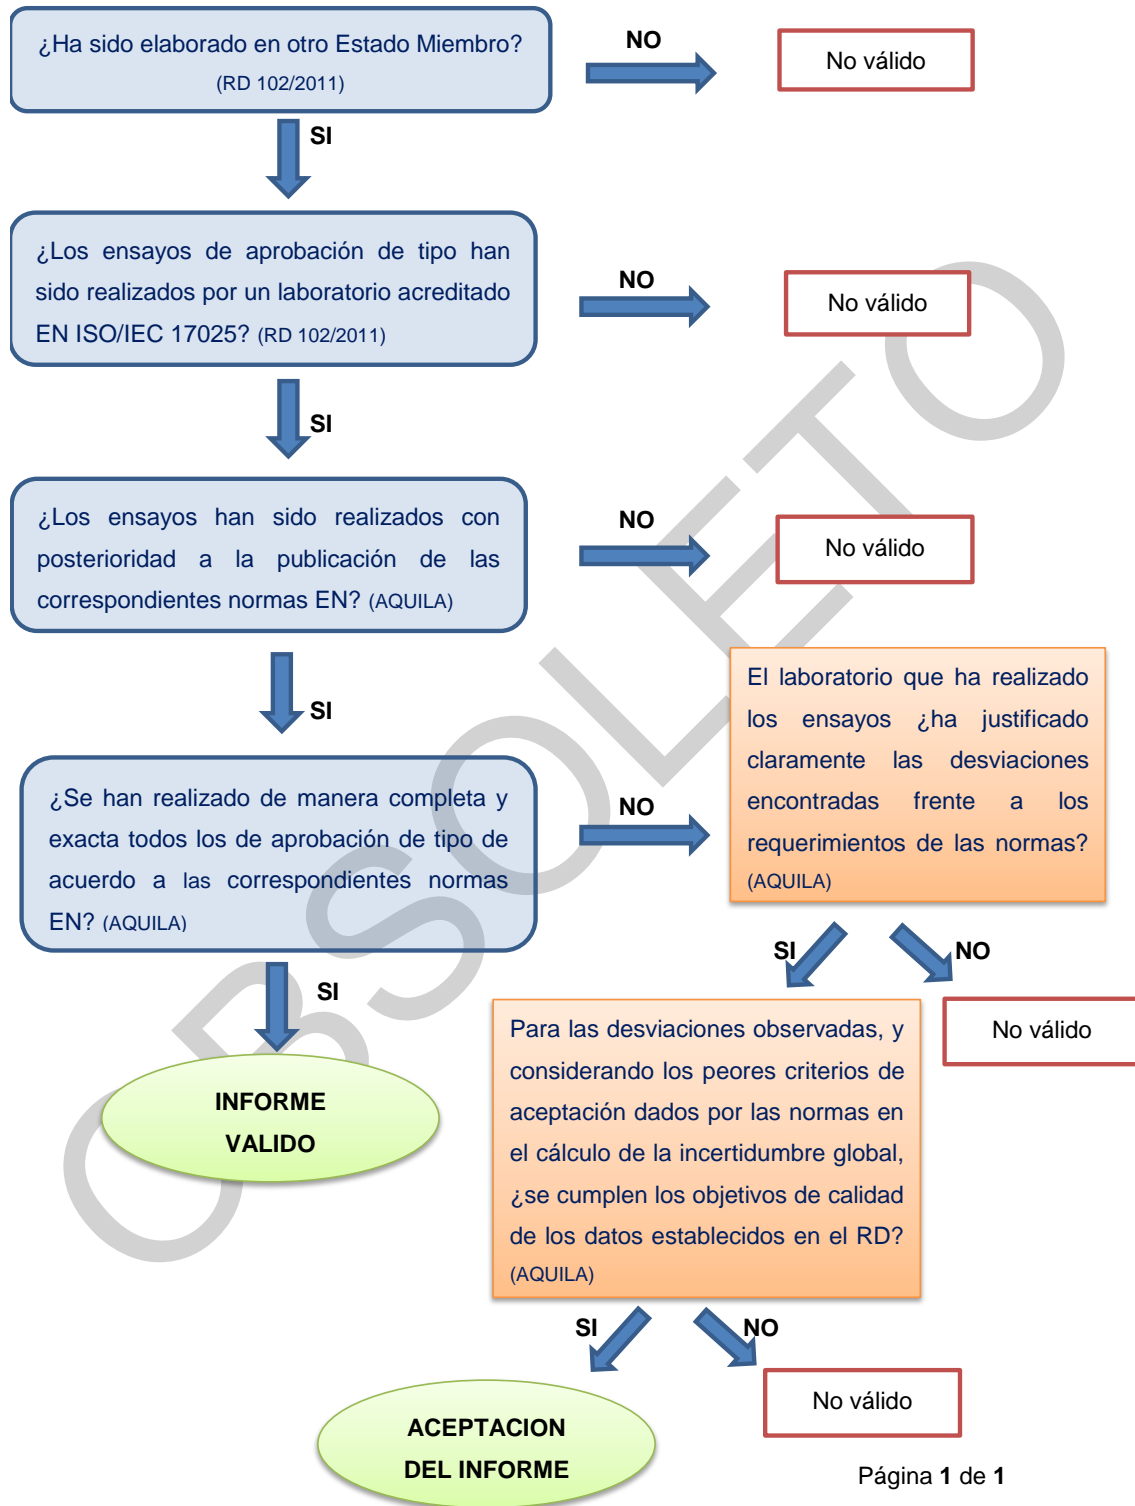 ¿Ha sido elaborado en otro Estado Miembro?
(RD 102/2011)
NO
No válido
SI
¿Los ensayos de aprobación de tipo han
sido realizados por un laboratorio acreditado
EN ISO/IEC 17025? (RD 102/2011)
NO
No válido
SI
¿Los ensayos han sido realizados con
posterioridad a la publicación de las
correspondientes normas EN? (AQUILA)
NO
No válido
SI
¿Se han realizado de manera completa y
exacta todos los de aprobación de tipo de
acuerdo a las correspondientes normas
EN? (AQUILA)
NO
El laboratorio que ha realizado
los ensayos ¿ha justificado
claramente las desviaciones
encontradas frente a los
requerimientos de las normas?
(AQUILA)
SI
NO
No válido
SI
INFORME
VALIDO
Para las desviaciones observadas, y
considerando los peores criterios de
aceptación dados por las normas en
el cálculo de la incertidumbre global,
¿se cumplen los objetivos de calidad
de los datos establecidos en el RD?
(AQUILA)
SI
NO
No válido
ACEPTACION
DEL INFORME
Página 1 de 1
OBSOLETO